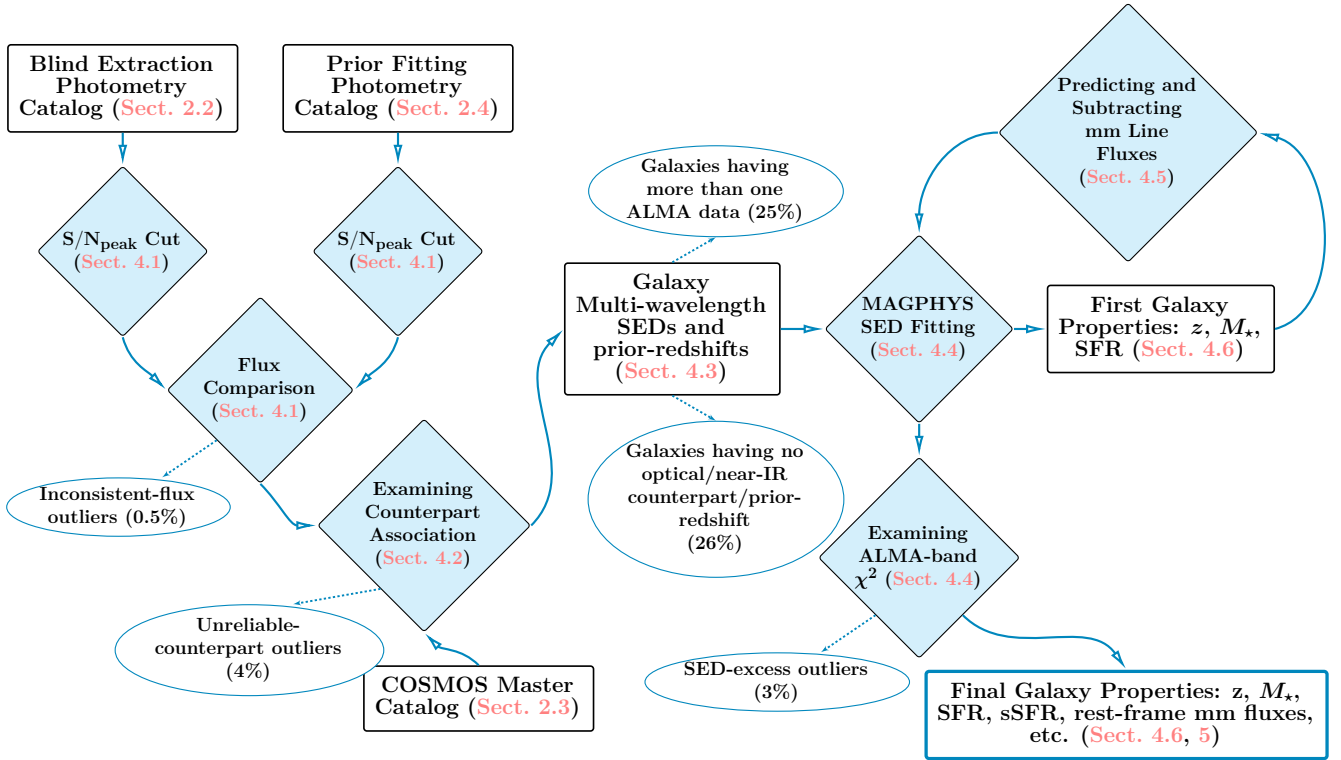 Blind Extraction
Photometry
Catalog (Sect. 2.2)
Prior Fitting
Photometry
Catalog (Sect. 2.4)
S/Npeak Cut
(Sect. 4.1)
S/Npeak Cut
(Sect. 4.1)
Flux
Comparison
(Sect. 4.1)
Inconsistent-flux
outliers (0.5%)
Examining
Counterpart
Association
(Sect. 4.2)
Unreliable-
counterpart outliers
(4%)
COSMOS Master
Catalog (Sect. 2.3)
Galaxies having
more than one
ALMA data (25%)
Galaxy
Multi-wavelength
SEDs and
prior-redshifts
(Sect. 4.3)
Galaxies having no
optical/near-IR
counterpart/prior-
redshift
(26%)
MAGPHYS
SED Fitting
(Sect. 4.4)
First Galaxy
Properties: z, M⋆,
SFR (Sect. 4.6)
Predicting and
Subtracting
mm Line
Fluxes
(Sect. 4.5)
Examining
ALMA-band
χ² (Sect. 4.4)
SED-excess outliers
(3%)
Final Galaxy Properties: z, M⋆,
SFR, sSFR, rest-frame mm fluxes,
etc. (Sect. 4.6, 5)